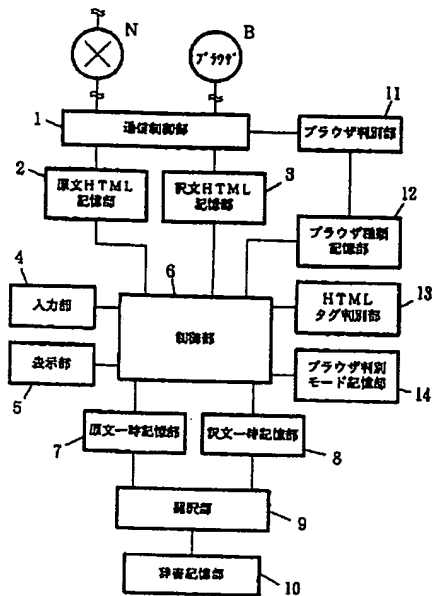 N
B
ブラウザ
11
1
通信制御部
ブラウザ判別部
2
3
原文HTML
記憶部
訳文HTML
記憶部
12
ブラウザ種類
記憶部
4
6
13
入力部
制御部
HTML
タグ判別部
表示部
ブラウザ判別
モード記憶部
5
14
原文一時記憶部
訳文一時記憶部
7
8
翻訳部
9
辞書記憶部
10